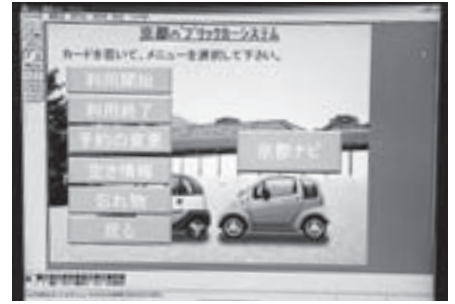 京都パブリックカーシステム
カードを置いて、メニューを選択して下さい。
利用開始
利用終了
予約の変更
空き情報
忘れ物
戻る
京都ナビ